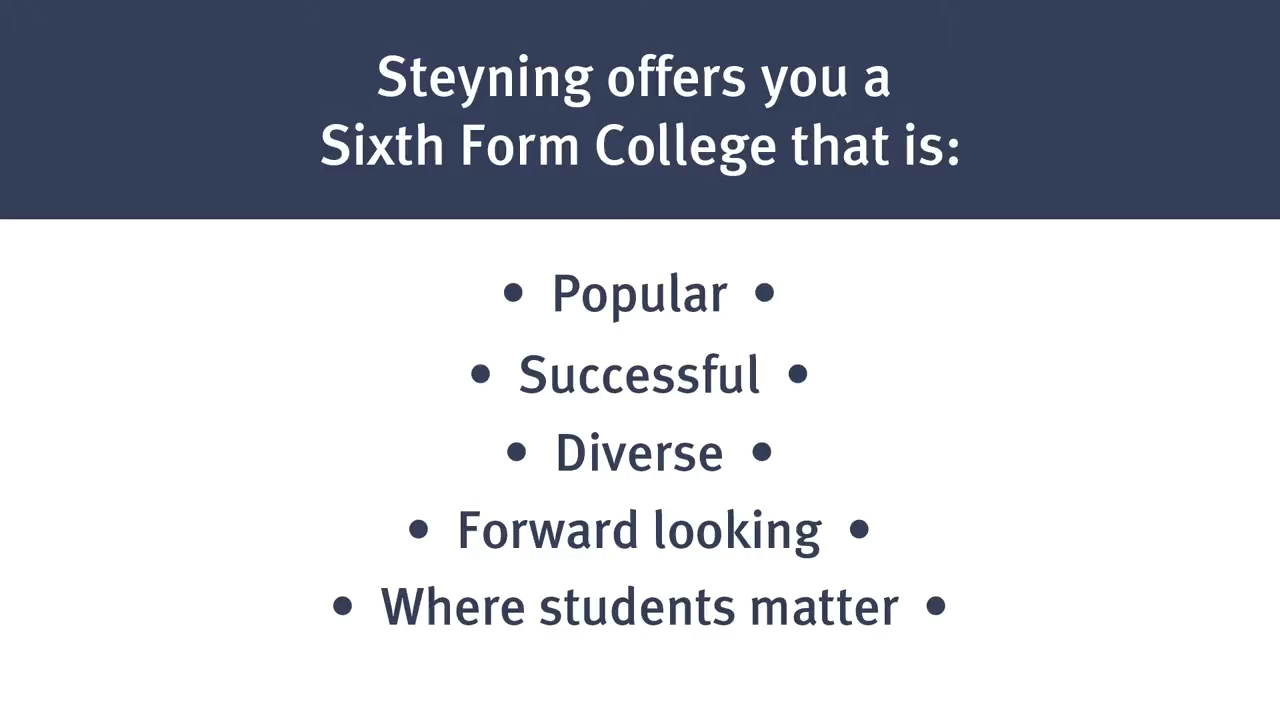 Steyning offers you a
Sixth Form College that is:
• Popular •
• Successful •
• Diverse •
• Forward looking •
• Where students matter •